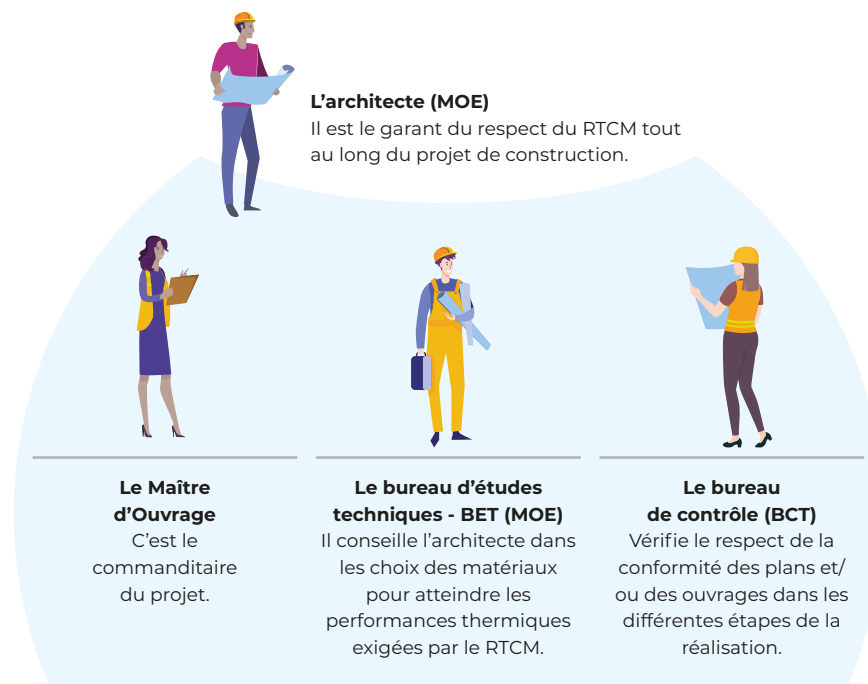 L’architecte (MOE)
Il est le garant du respect du RTCM tout
au long du projet de construction.
Le Maître
d’Ouvrage
C’est le
commanditaire
du projet.
Le bureau d’études
techniques - BET (MOE)
Il conseille l’architecte dans
les choix des matériaux
pour atteindre les
performances thermiques
exigées par le RTCM.
Le bureau
de contrôle (BCT)
Vérifie le respect de la
conformité des plans et/
ou des ouvrages dans les
différentes étapes de la
réalisation.